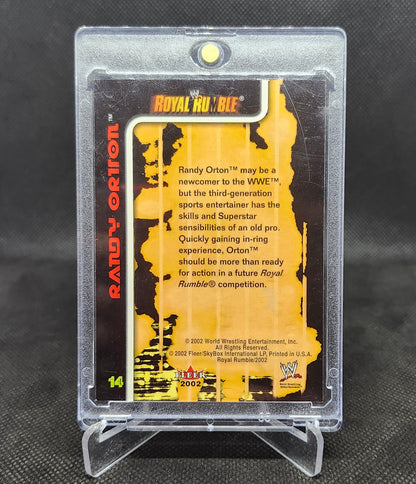 ROYAL RUMBLE®
RANDY ORTON™
Randy Orton™ may be a
newcomer to the WWE™,
but the third-generation
sports entertainer has the
skills and Superstar
sensibilities of an old pro.
Quickly gaining in-ring
experience, Orton™
should be more than ready
for action in a future Royal
Rumble® competition.
© 2002 World Wrestling Entertainment, Inc.
All Rights Reserved.
© 2002 Fleer/SkyBox International LP, Printed in U.S.A.
Royal Rumble/2002
14
FLEER
2002
W